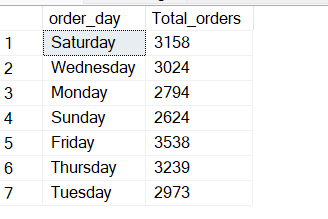 order_day Total_orders
1 Saturday 3158
2 Wednesday 3024
3 Monday 2794
4 Sunday 2624
5 Friday 3538
6 Thursday 3239
7 Tuesday 2973